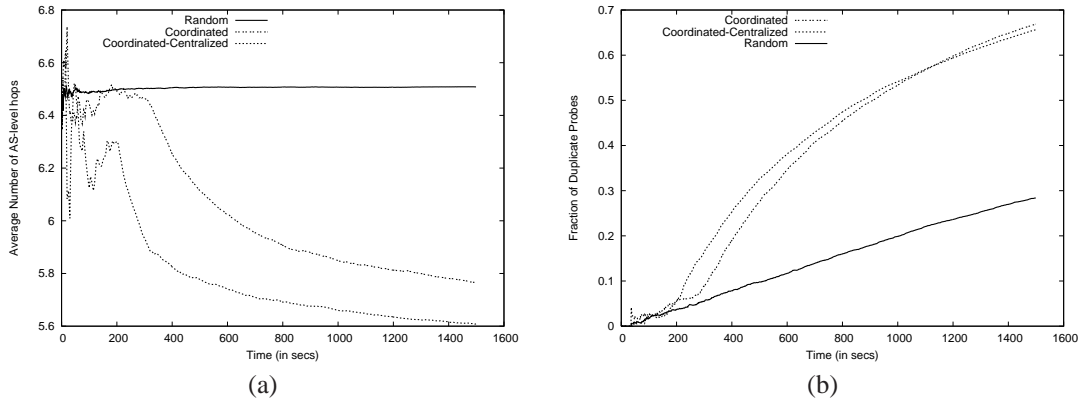 6.8
6.6
6.4
6.2
6
5.8
5.6
Average Number of AS-level hops
Random
Coordinated
Coordinated-Centralized
0 200 400 600 800 1000 1200 1400 1600
Time (in secs)
(a)
0.7
0.6
0.5
0.4
0.3
0.2
0.1
0
Fraction of Duplicate Probes
Coordinated
Coordinated-Centralized
Random
0 200 400 600 800 1000 1200 1400 1600
Time (in secs)
(b)